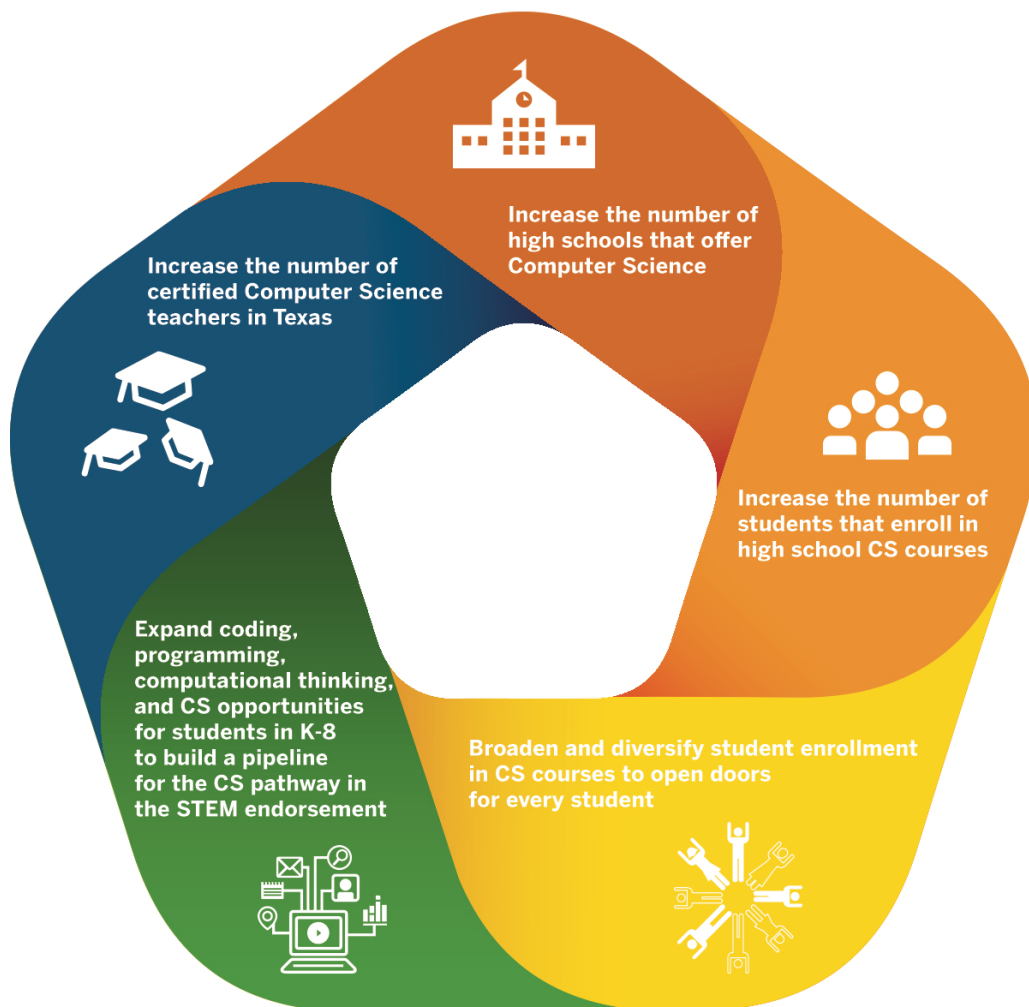 Increase the number of
high schools that offer
Computer Science
Increase the number of
students that enroll in
high school CS courses
Broaden and diversify student enrollment
in CS courses to open doors
for every student
Expand coding,
programming,
computational thinking,
and CS opportunities
for students in K-8
to build a pipeline
for the CS pathway in
the STEM endorsement
Increase the number of
certified Computer Science
teachers in Texas